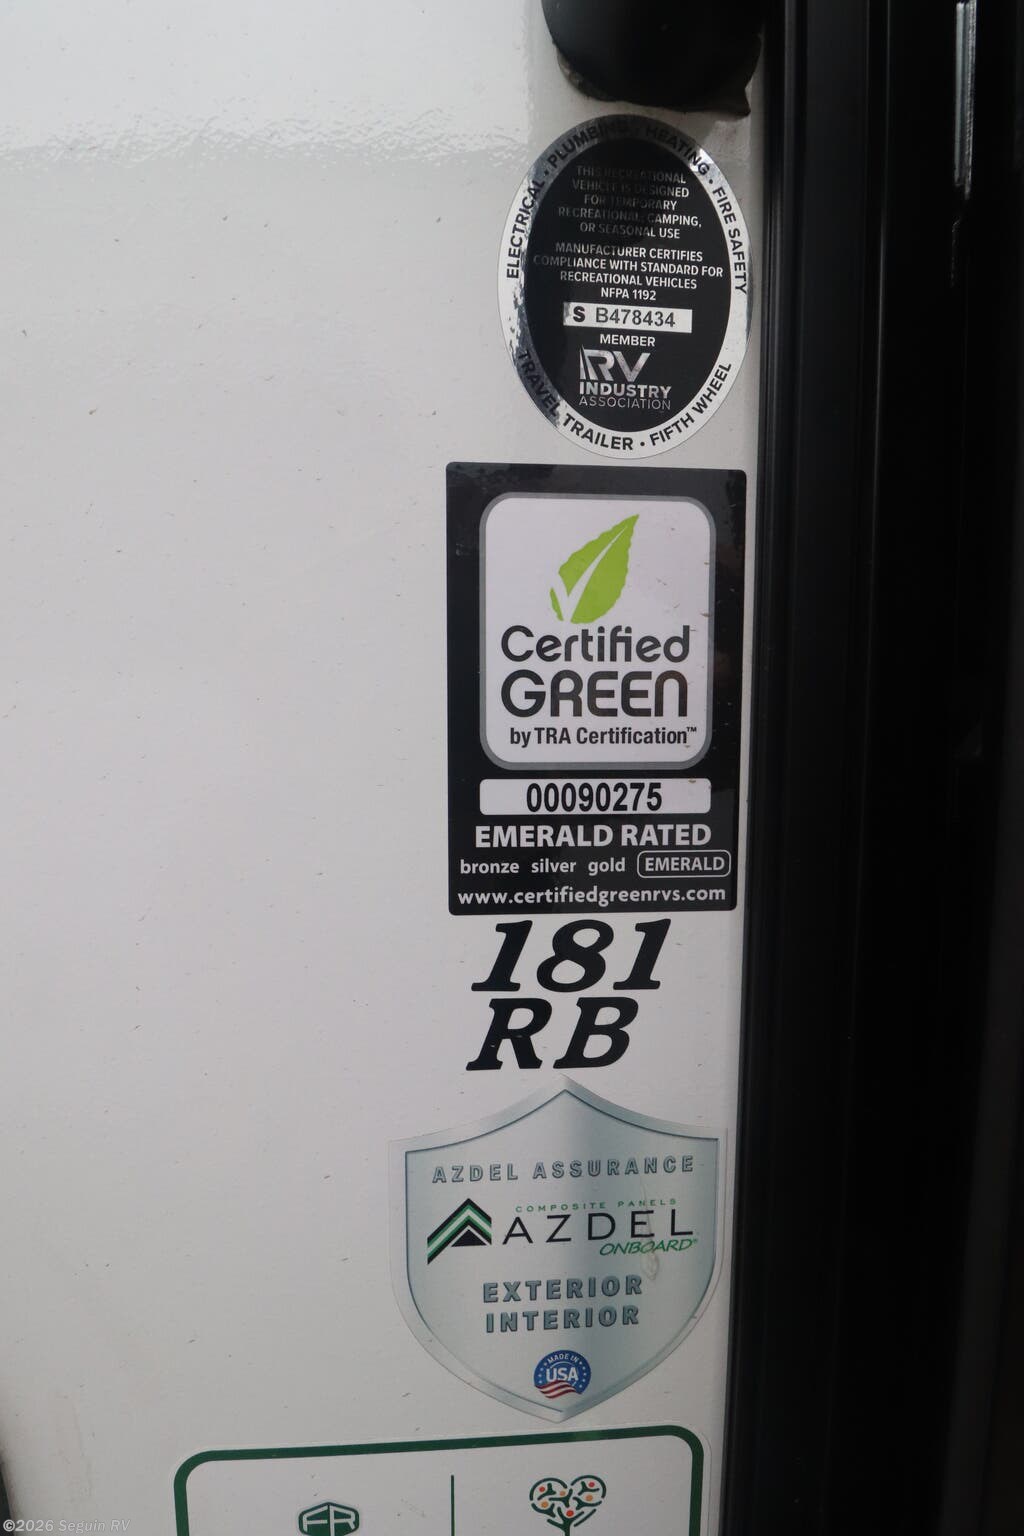 ELECTRICAL • PLUMBING • HEATING • FIRE SAFETY
THIS RECREATIONAL
VEHICLE IS DESIGNED
FOR TEMPORARY
RECREATIONAL, CAMPING,
OR SEASONAL USE
MANUFACTURER CERTIFIES
COMPLIANCE WITH STANDARD FOR
RECREATIONAL VEHICLES
NFPA 1192
S B478434
MEMBER
RV
INDUSTRY
ASSOCIATION
TRAVEL TRAILER • FIFTH WHEEL
Certified
GREEN
by TRA Certification™
00090275
EMERALD RATED
bronze silver gold EMERALD
www.certifiedgreenrvs.com
181
RB
AZDEL ASSURANCE
COMPOSITE PANELS
AZDEL
ONBOARD®
EXTERIOR
INTERIOR
MADE IN
USA
FR
©2026 Seguin RV